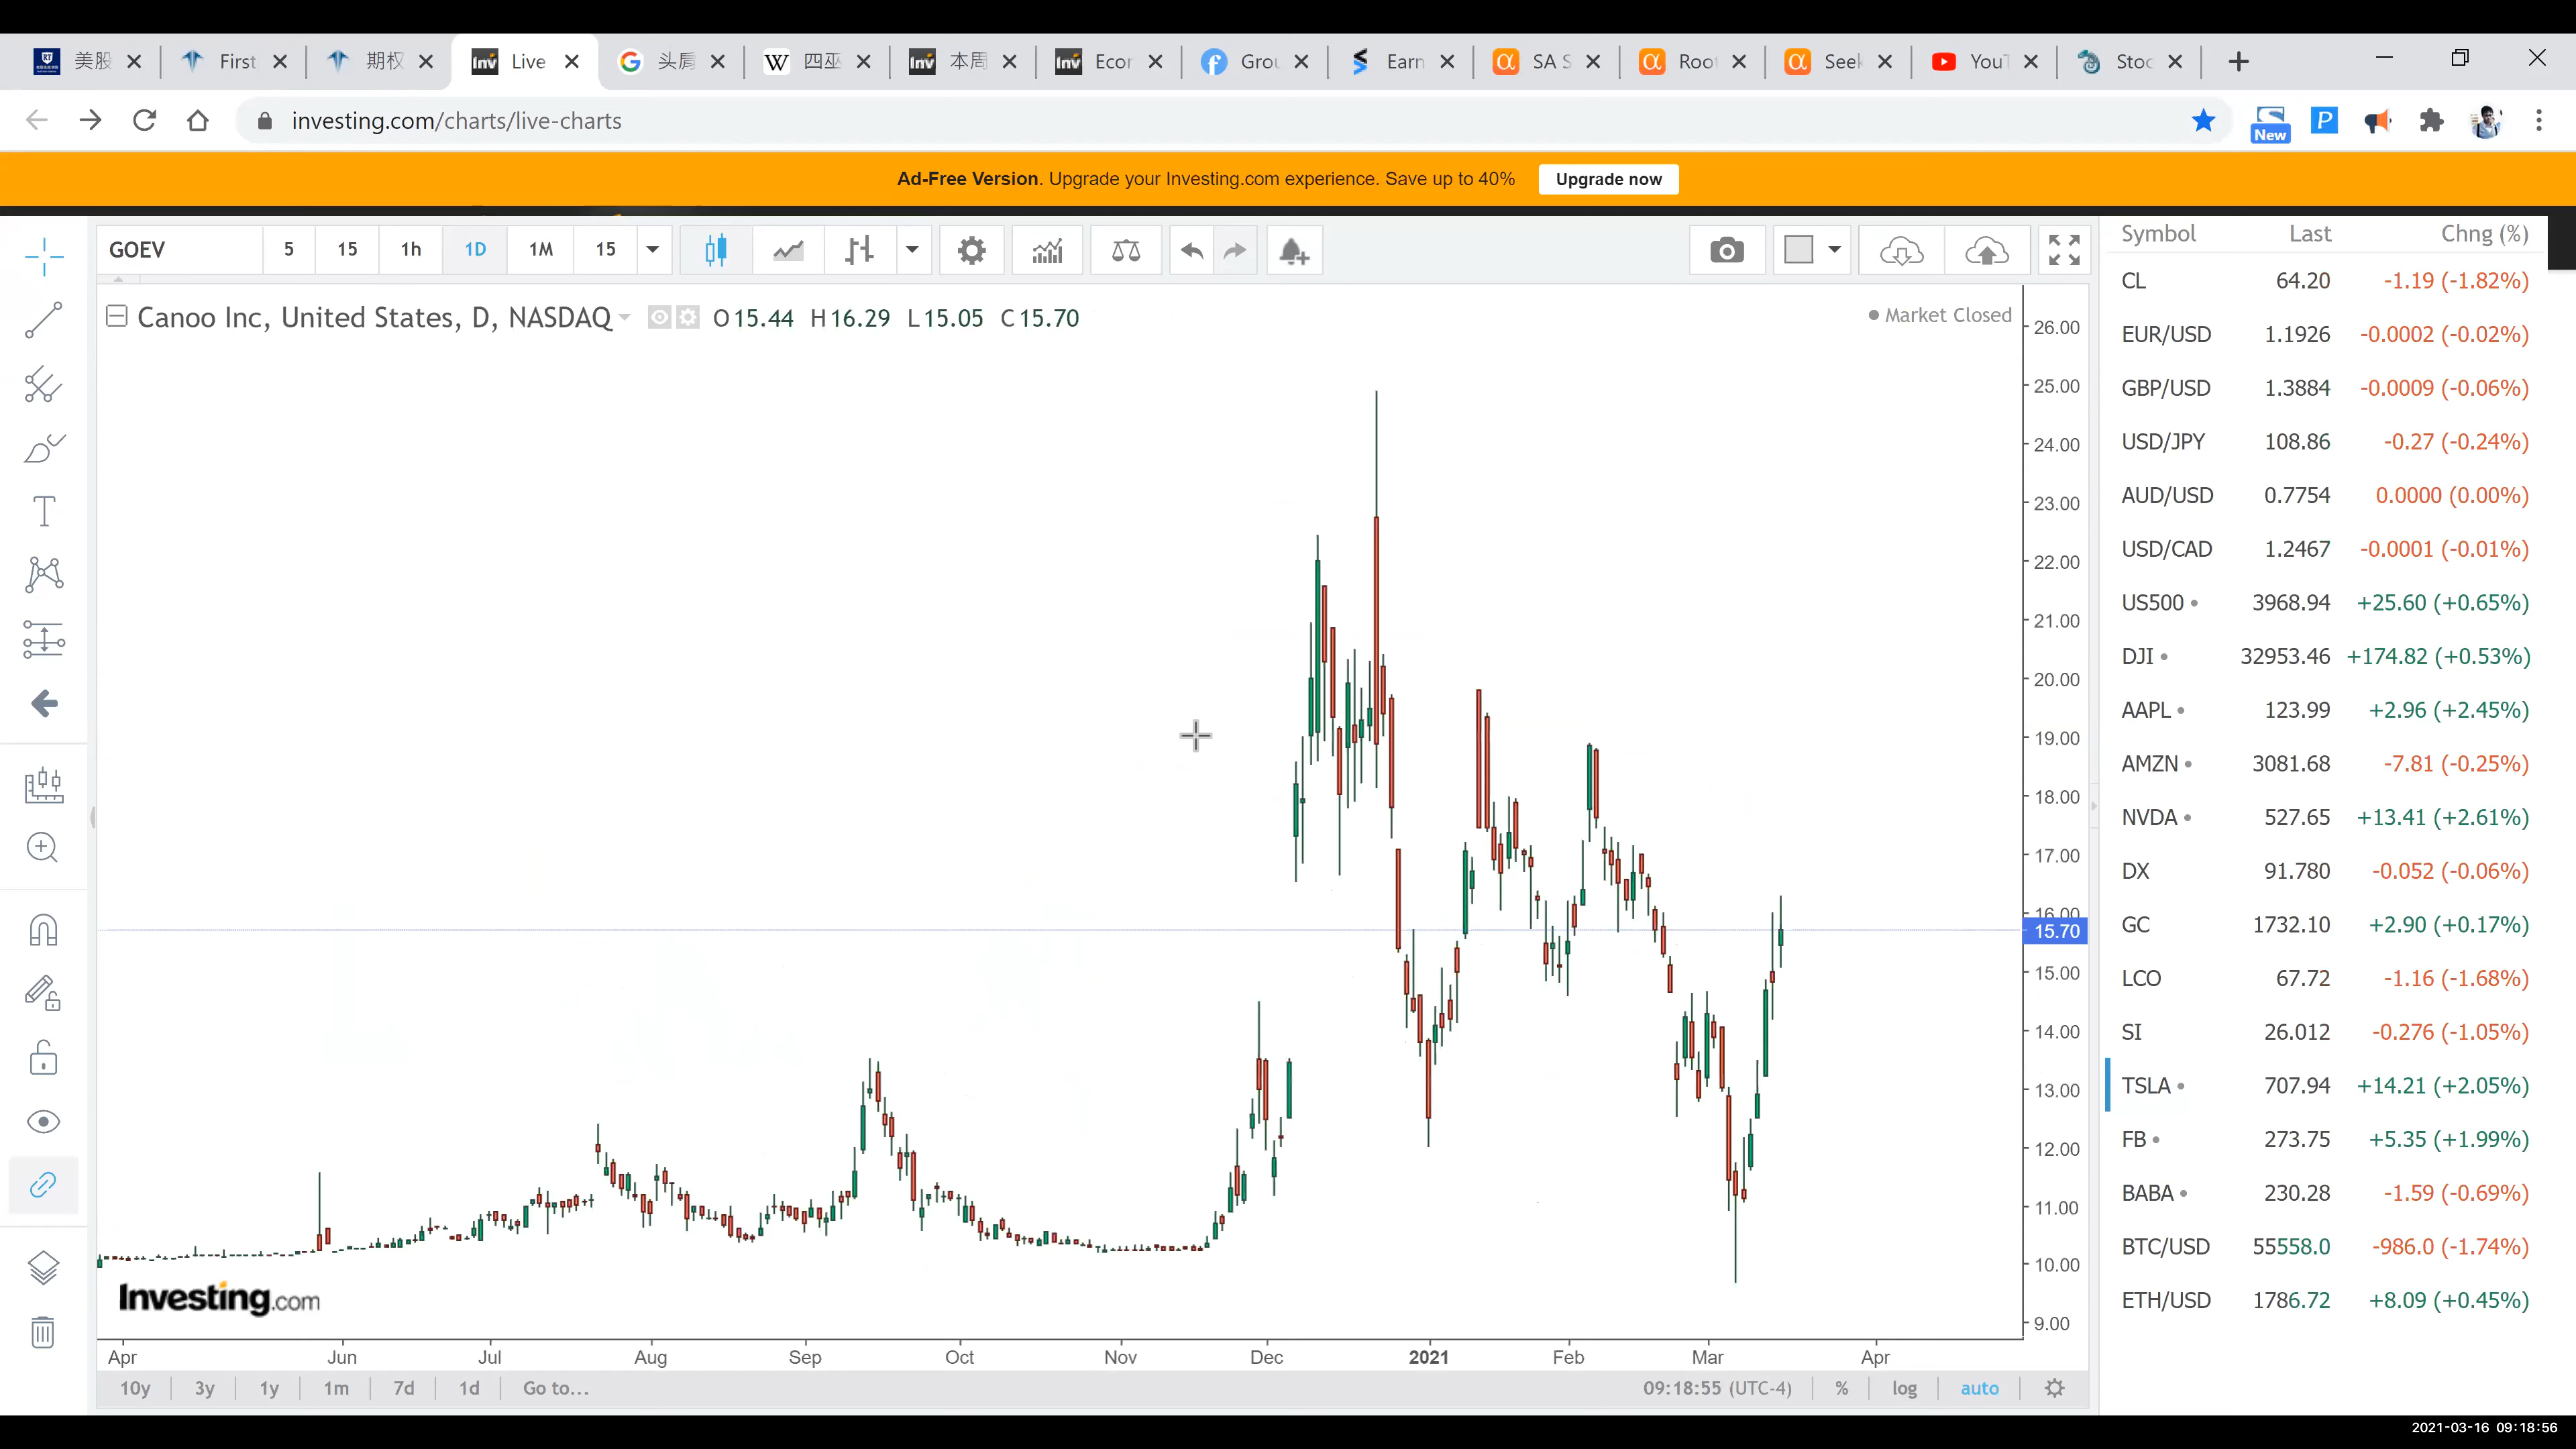 美股
First
期权
Live
头肩
四巫
本周
Econ
Grou
Earn
SA S
Root
Seek
YouT
Stoc
investing.com/charts/live-charts
New
Ad-Free Version. Upgrade your Investing.com experience. Save up to 40%
Upgrade now
GOEV 5 15 1h 1D 1M 15
Canoo Inc, United States, D, NASDAQ O15.44 H16.29 L15.05 C15.70
Market Closed
26.00
25.00
24.00
23.00
22.00
21.00
20.00
19.00
18.00
17.00
16.00
15.70
15.00
14.00
13.00
12.00
11.00
10.00
9.00
Investing.com
Apr Jun Jul Aug Sep Oct Nov Dec 2021 Feb Mar Apr
10y 3y 1y 1m 7d 1d Go to... 09:18:55 (UTC-4) % log auto
Symbol Last Chng (%)
CL 64.20 -1.19 (-1.82%)
EUR/USD 1.1926 -0.0002 (-0.02%)
GBP/USD 1.3884 -0.0009 (-0.06%)
USD/JPY 108.86 -0.27 (-0.24%)
AUD/USD 0.7754 0.0000 (0.00%)
USD/CAD 1.2467 -0.0001 (-0.01%)
US500 3968.94 +25.60 (+0.65%)
DJI 32953.46 +174.82 (+0.53%)
AAPL 123.99 +2.96 (+2.45%)
AMZN 3081.68 -7.81 (-0.25%)
NVDA 527.65 +13.41 (+2.61%)
DX 91.780 -0.052 (-0.06%)
GC 1732.10 +2.90 (+0.17%)
LCO 67.72 -1.16 (-1.68%)
SI 26.012 -0.276 (-1.05%)
TSLA 707.94 +14.21 (+2.05%)
FB 273.75 +5.35 (+1.99%)
BABA 230.28 -1.59 (-0.69%)
BTC/USD 55558.0 -986.0 (-1.74%)
ETH/USD 1786.72 +8.09 (+0.45%)
2021-03-16 09:18:56